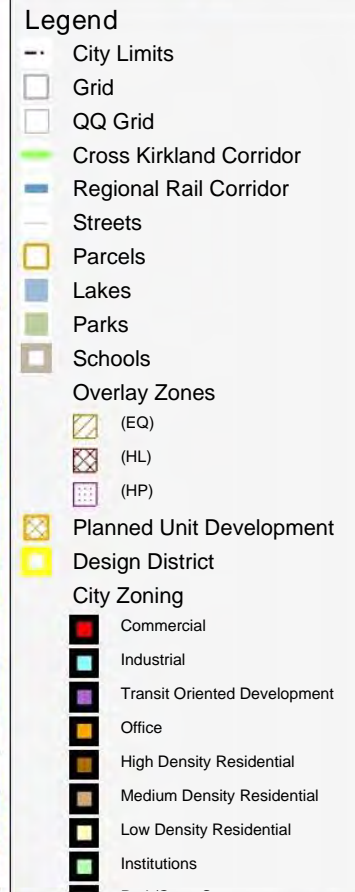 Legend
City Limits
Grid
QQ Grid
Cross Kirkland Corridor
Regional Rail Corridor
Streets
Parcels
Lakes
Parks
Schools
Overlay Zones
(EQ)
(HL)
(HP)
Planned Unit Development
Design District
City Zoning
Commercial
Industrial
Transit Oriented Development
Office
High Density Residential
Medium Density Residential
Low Density Residential
Institutions